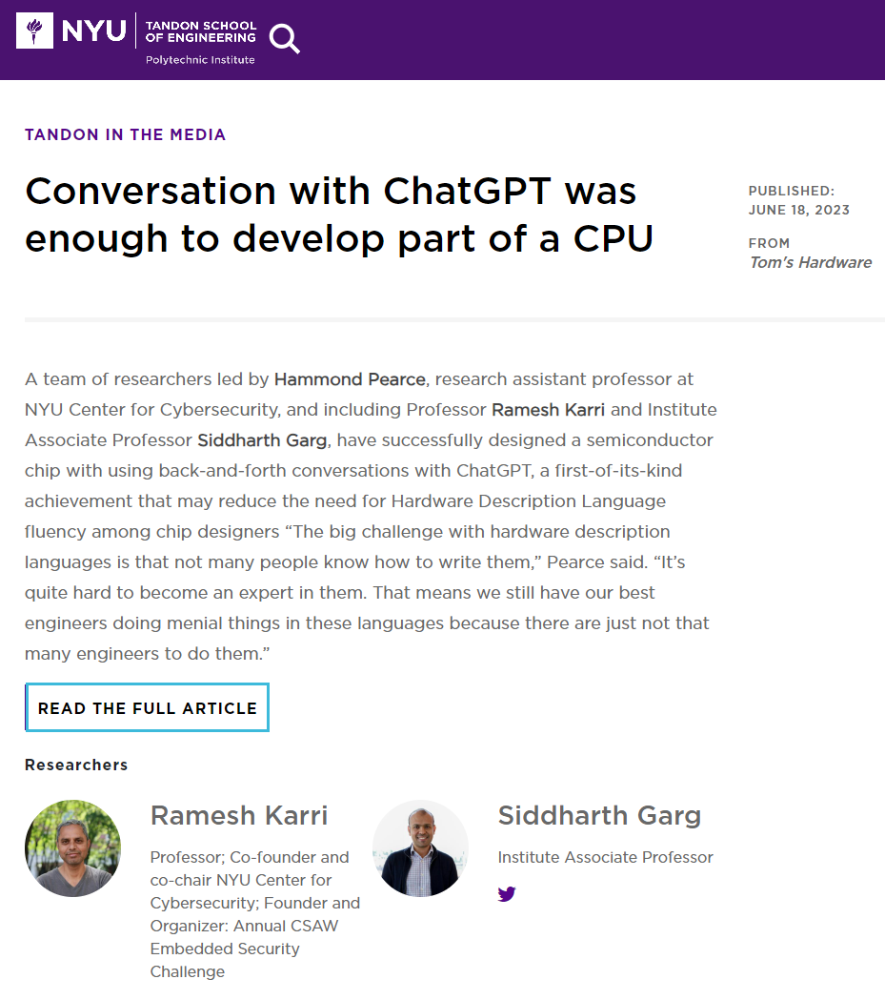 NYU
TANDON SCHOOL
OF ENGINEERING
Polytechnic Institute
TANDON IN THE MEDIA
Conversation with ChatGPT was
enough to develop part of a CPU
PUBLISHED:
JUNE 18, 2023
FROM
Tom's Hardware
A team of researchers led by Hammond Pearce, research assistant professor at
NYU Center for Cybersecurity, and including Professor Ramesh Karri and Institute
Associate Professor Siddharth Garg, have successfully designed a semiconductor
chip with using back-and-forth conversations with ChatGPT, a first-of-its-kind
achievement that may reduce the need for Hardware Description Language
fluency among chip designers “The big challenge with hardware description
languages is that not many people know how to write them,” Pearce said. “It’s
quite hard to become an expert in them. That means we still have our best
engineers doing menial things in these languages because there are just not that
many engineers to do them.”
READ THE FULL ARTICLE
Researchers
Ramesh Karri
Professor; Co-founder and
co-chair NYU Center for
Cybersecurity; Founder and
Organizer: Annual CSAW
Embedded Security
Challenge
Siddharth Garg
Institute Associate Professor